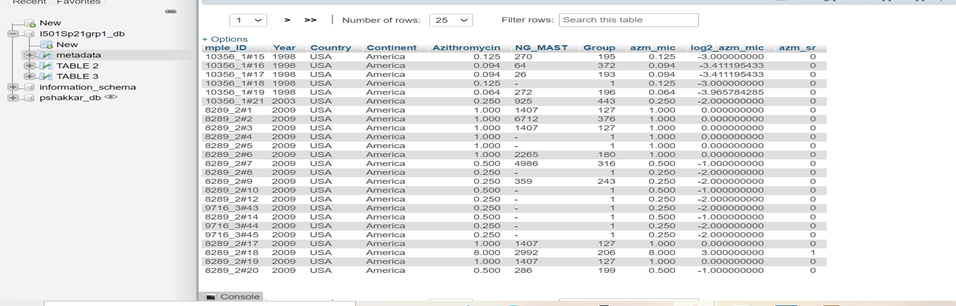 Recent Favorites
New
I501Sp21grp1_db
New
metadata
TABLE 2
TABLE 3
information_schema
pshakkar_db
1 > >> Number of rows: 25 Filter rows: Search this table
+ Options
mple_ID Year Country Continent Azithromycin NG_MAST Group azm_mic log2_azm_mic azm_sr
10356_1#15 1998 USA America 0.125 270 195 0.125 -3.000000000 0
10356_1#16 1998 USA America 0.094 64 372 0.094 -3.411195433 0
10356_1#17 1998 USA America 0.094 26 193 0.094 -3.411195433 0
10356_1#18 1998 USA America 0.125 - 1 0.125 -3.000000000 0
10356_1#19 1998 USA America 0.064 272 196 0.064 -3.965784285 0
10356_1#21 2003 USA America 0.250 925 443 0.250 -2.000000000 0
8289_2#1 2009 USA America 1.000 1407 127 1.000 0.000000000 0
8289_2#2 2009 USA America 1.000 6712 376 1.000 0.000000000 0
8289_2#3 2009 USA America 1.000 1407 127 1.000 0.000000000 0
8289_2#4 2009 USA America 1.000 - 1 1.000 0.000000000 0
8289_2#5 2009 USA America 1.000 - 1 1.000 0.000000000 0
8289_2#6 2009 USA America 1.000 2265 180 1.000 0.000000000 0
8289_2#7 2009 USA America 0.500 4986 316 0.500 -1.000000000 0
8289_2#8 2009 USA America 0.250 - 1 0.250 -2.000000000 0
8289_2#9 2009 USA America 0.250 359 243 0.250 -2.000000000 0
8289_2#10 2009 USA America 0.500 - 1 0.500 -1.000000000 0
8289_2#12 2009 USA America 0.250 - 1 0.250 -2.000000000 0
9716_3#43 2009 USA America 0.250 - 1 0.250 -2.000000000 0
8289_2#14 2009 USA America 0.500 - 1 0.500 -1.000000000 0
9716_3#44 2009 USA America 0.250 - 1 0.250 -2.000000000 0
9716_3#45 2009 USA America 0.250 - 1 0.250 -2.000000000 0
8289_2#17 2009 USA America 1.000 1407 127 1.000 0.000000000 0
8289_2#18 2009 USA America 8.000 2992 206 8.000 3.000000000 1
8289_2#19 2009 USA America 1.000 1407 127 1.000 0.000000000 0
8289_2#20 2009 USA America 0.500 286 199 0.500 -1.000000000 0
Console